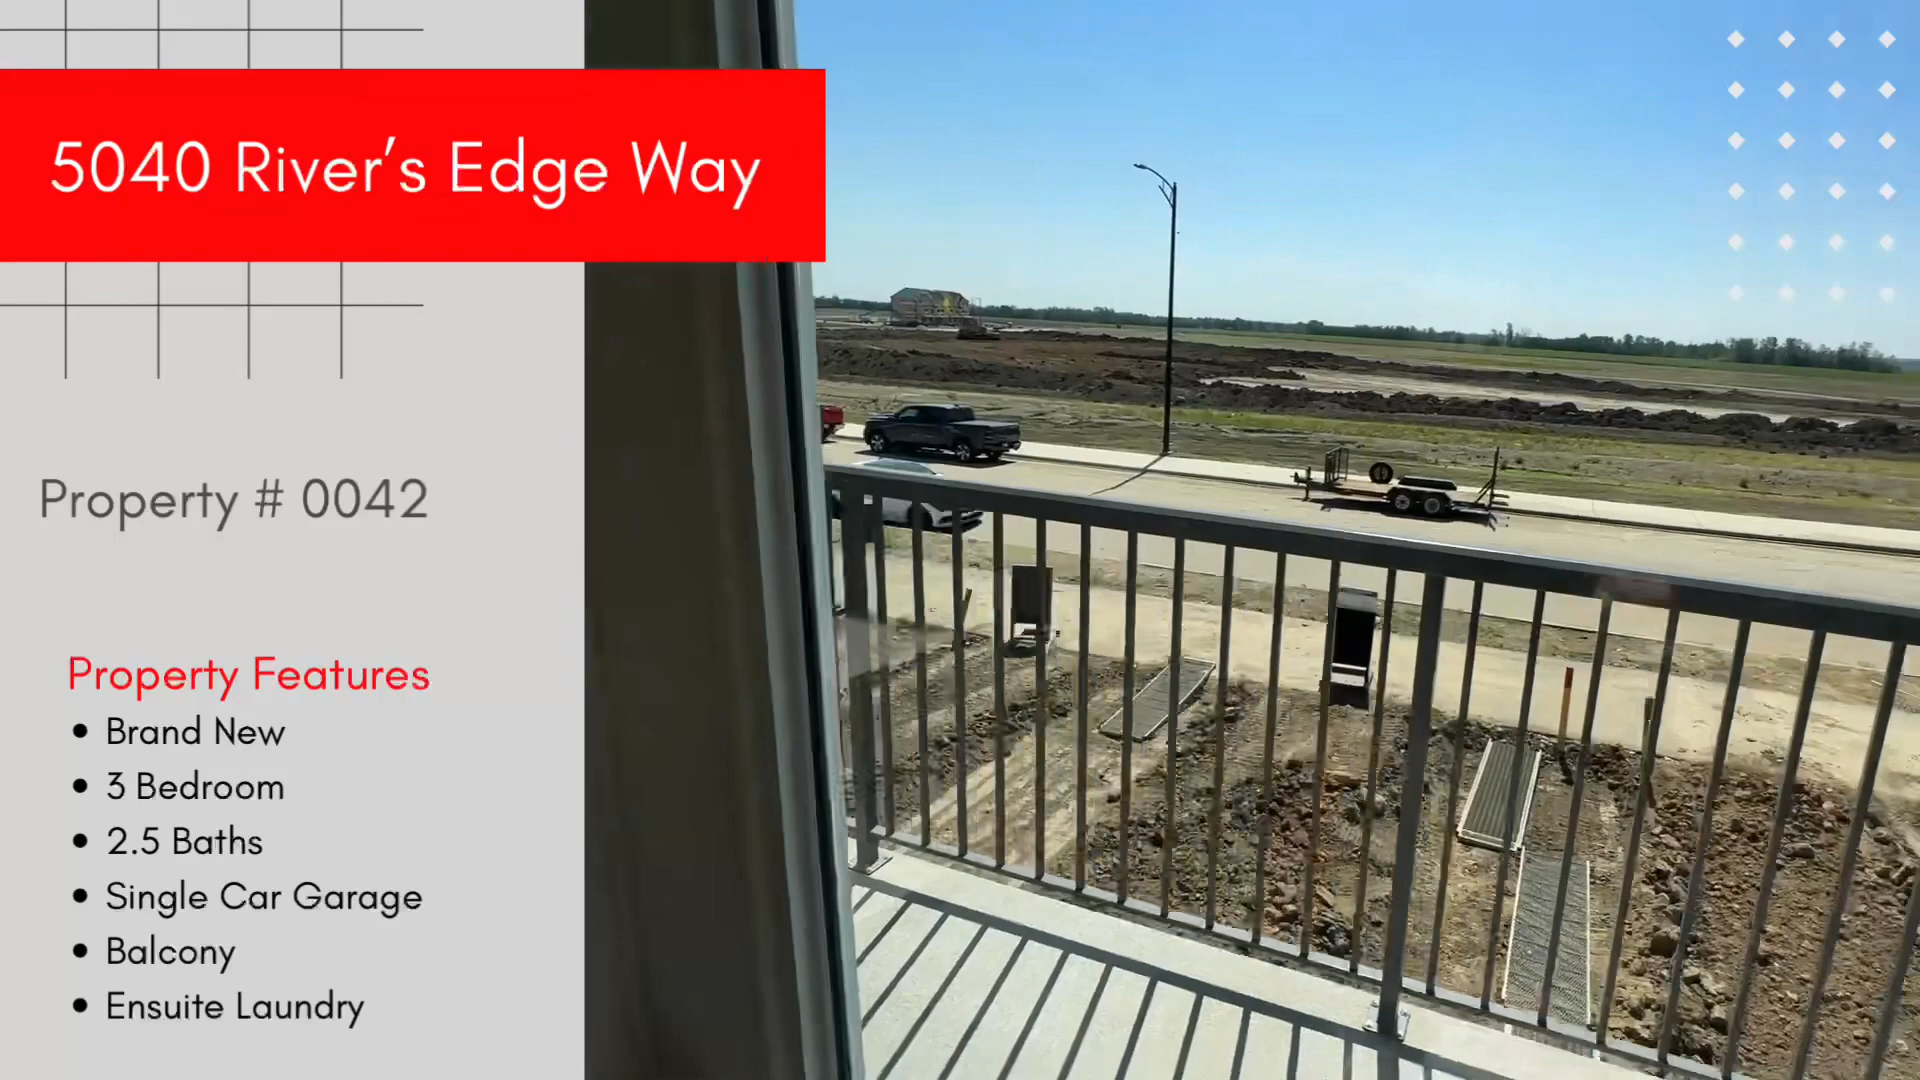 5040 River’s Edge Way
Property # 0042
Property Features
• Brand New
• 3 Bedroom
• 2.5 Baths
• Single Car Garage
• Balcony
• Ensuite Laundry